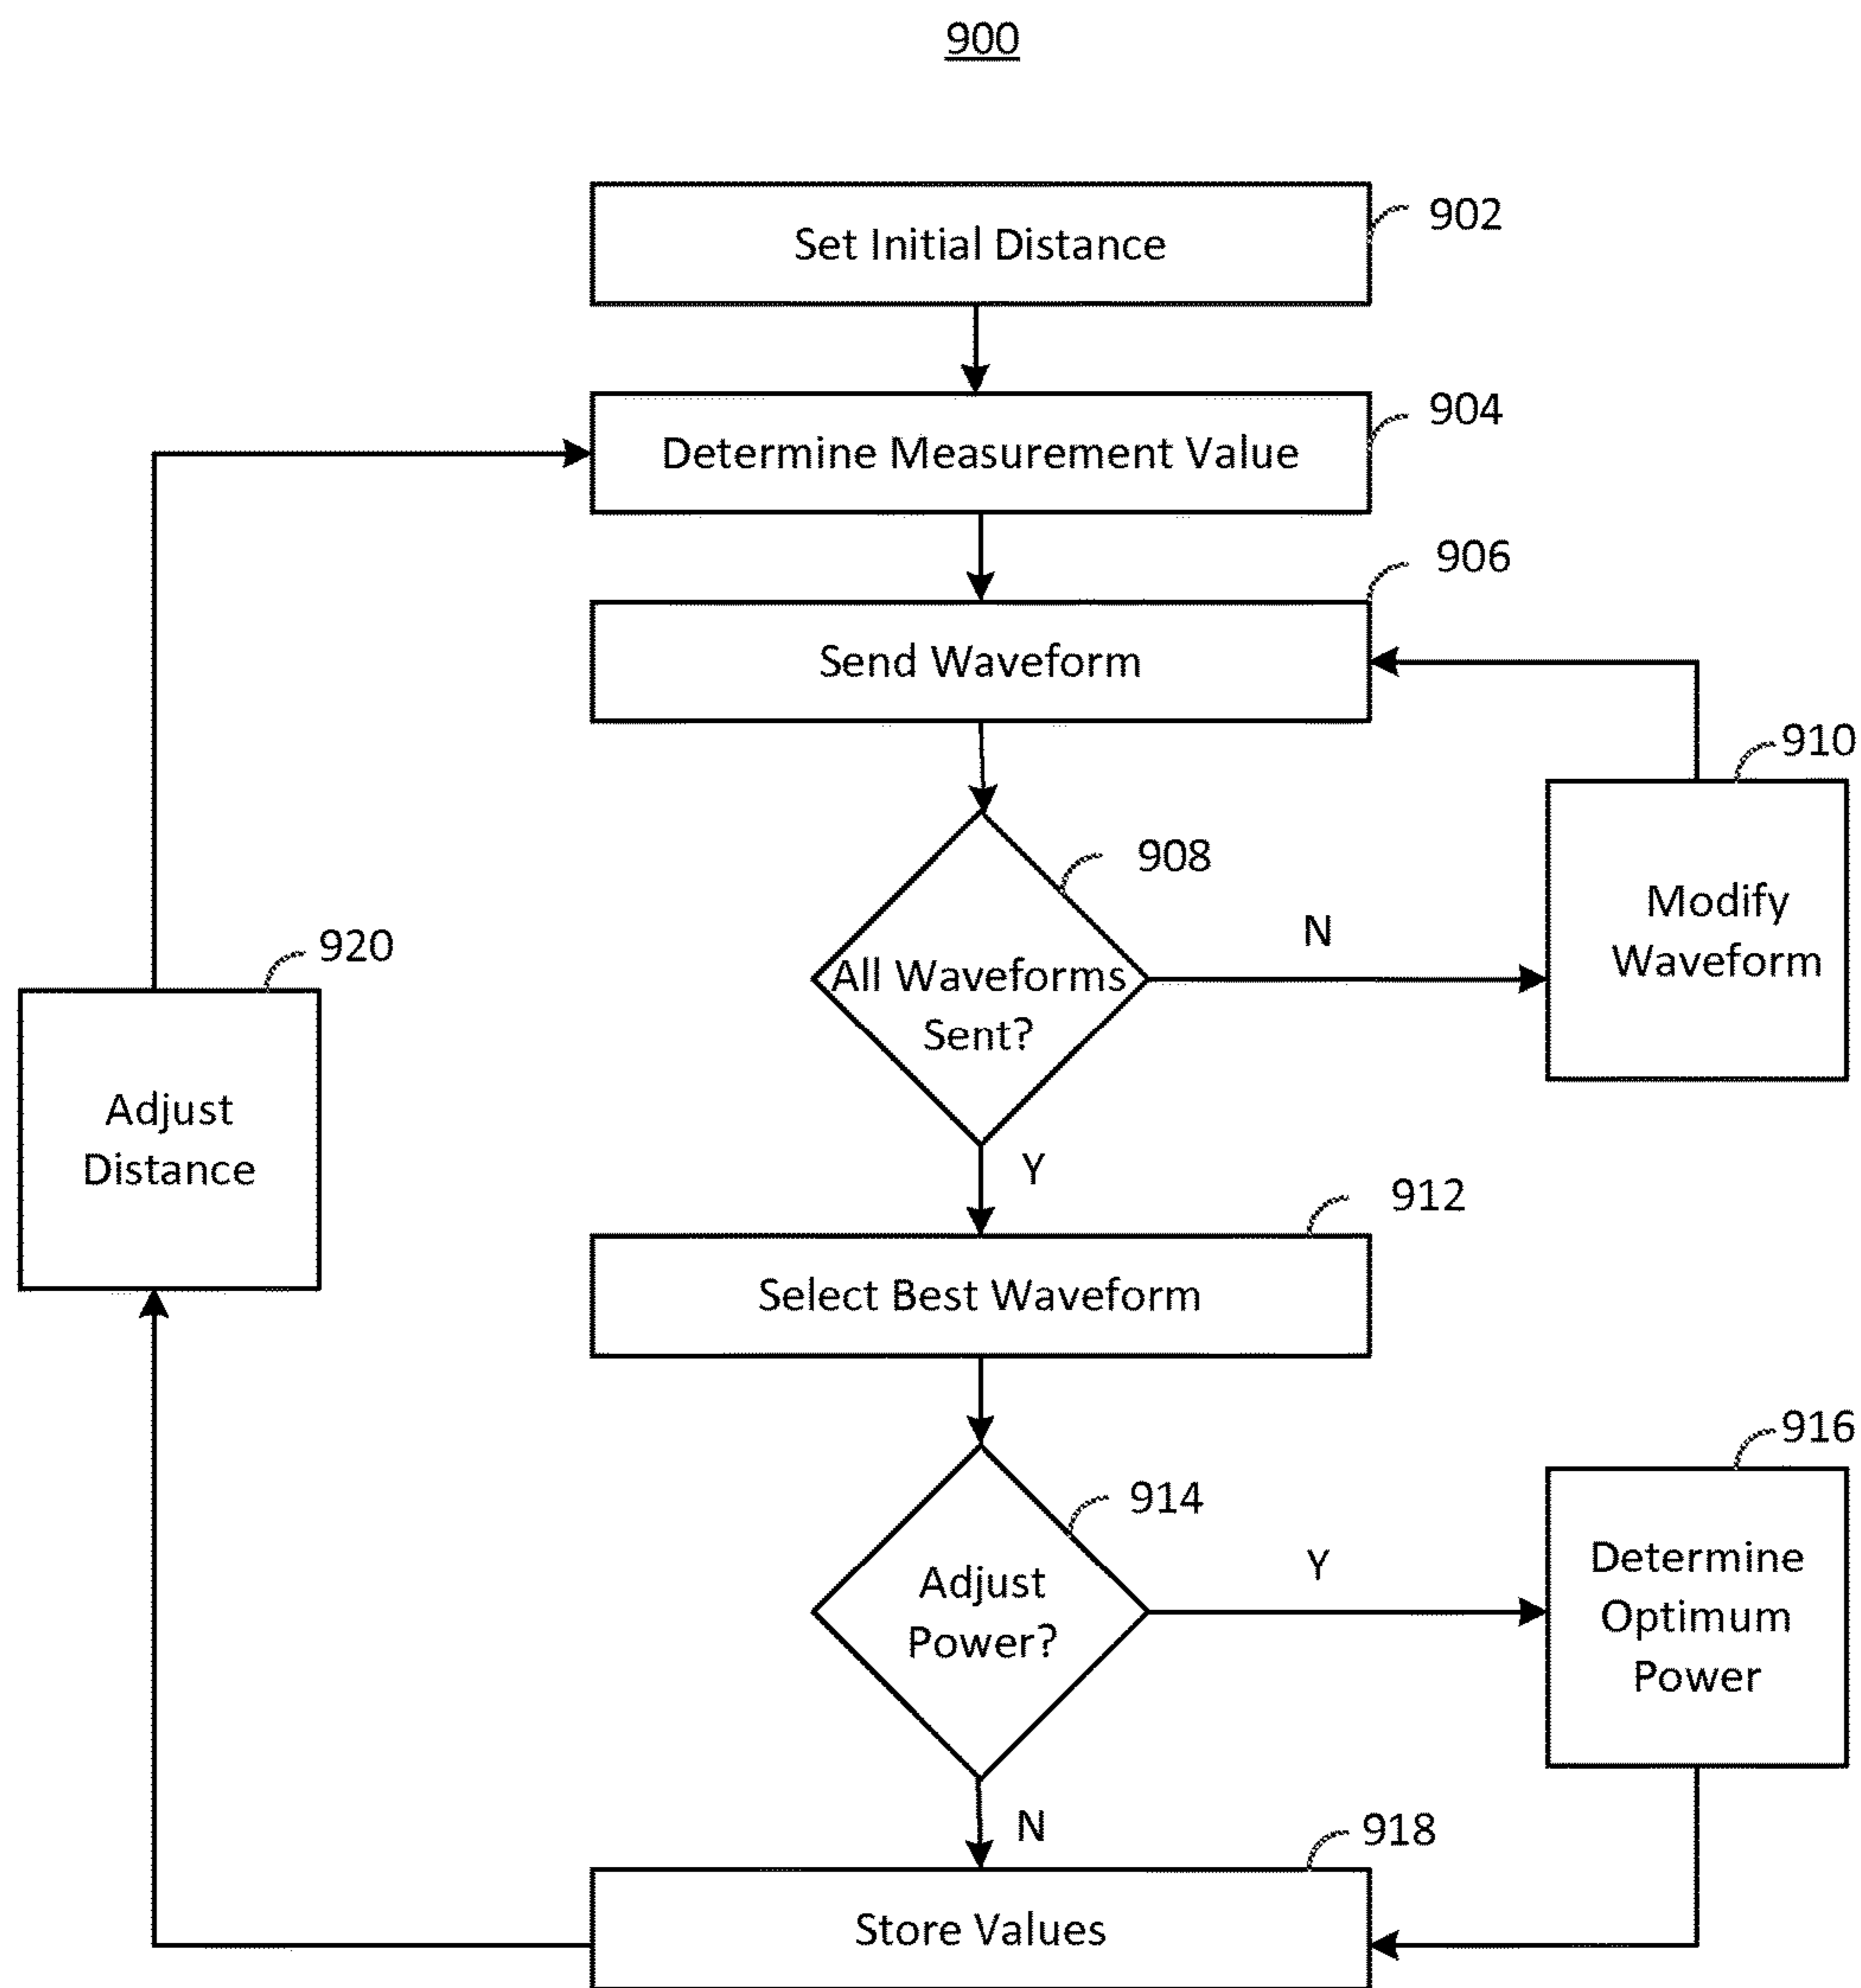 900
Set Initial Distance
902
Determine Measurement Value
904
906
Send Waveform
910
908
Modify
Waveform
N
All Waveforms
Sent?
920
Adjust
Distance
Y
912
Select Best Waveform
916
914
Adjust
Power?
Y
Determine
Optimum
Power
N
918
Store Values